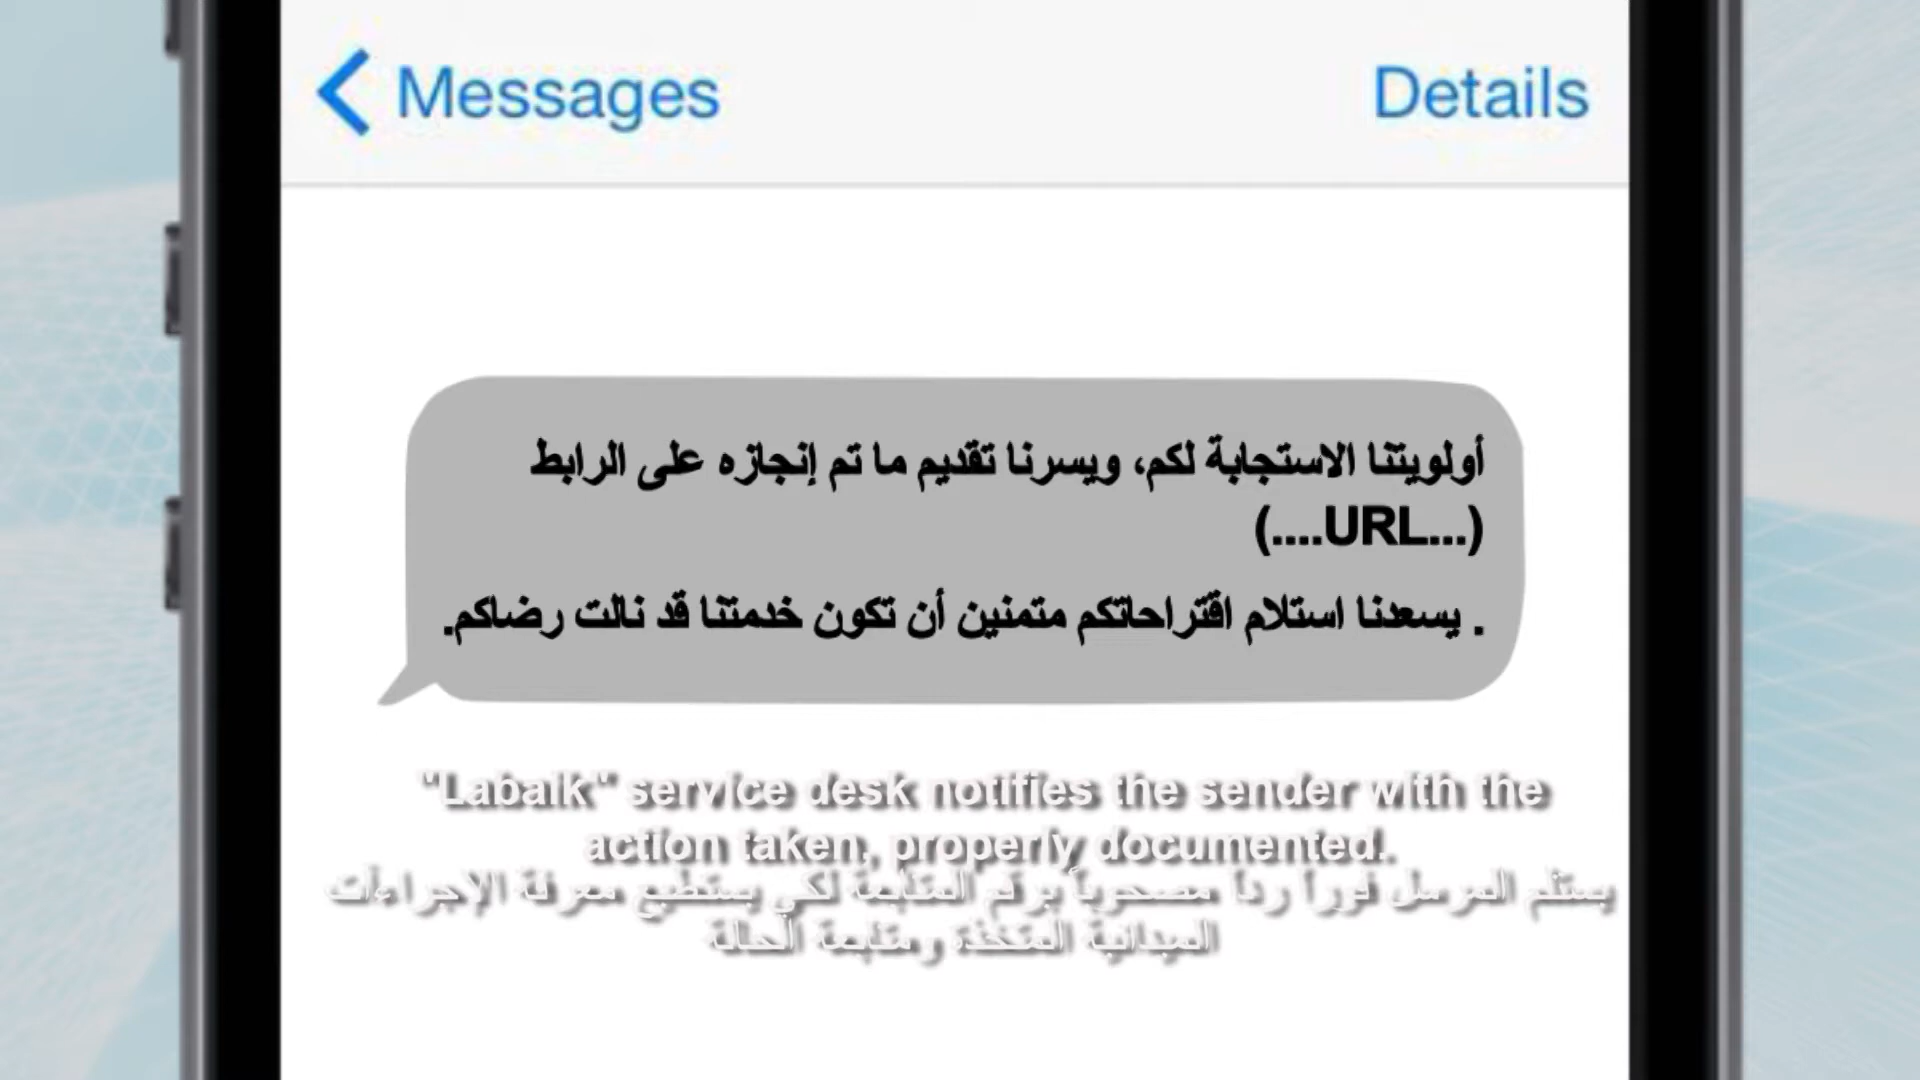 Messages
Details
أولويتنا الاستجابة لكم، ويسرنا تقديم ما تم إنجازه على الرابط
(...URL....)
. يسعدنا استلام اقتراحاتكم متمنين أن تكون خدمتنا قد نالت رضاكم.
"Labaik" service desk notifies the sender with the
action taken, properly documented.
يستلم المرسل فوراً رداً مصحوباً برقم المتابعة لكي يستطيع معرفة الإجراءات
الميدانية المتخذة ومتابعة الحالة